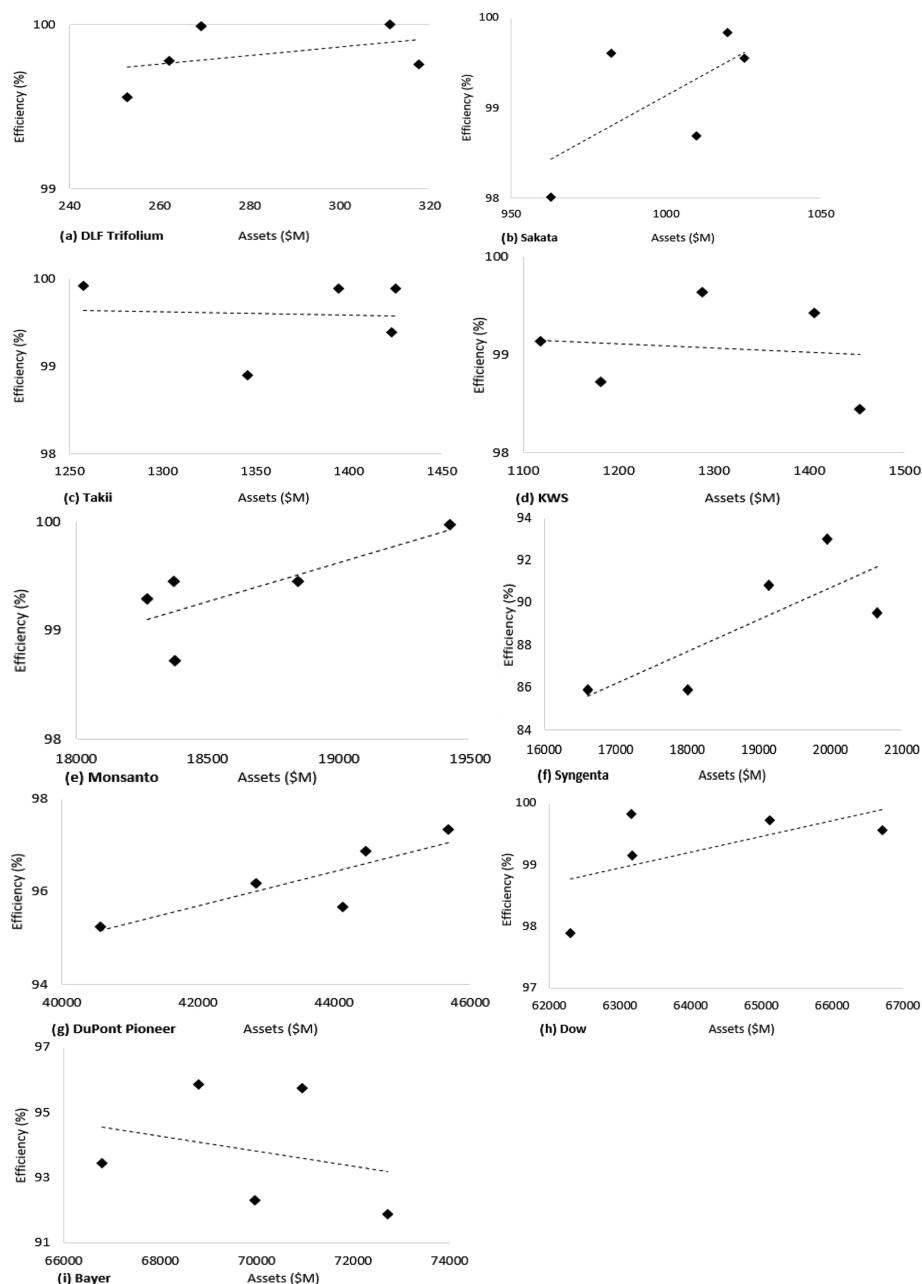 100
Efficiency (%)
99
240 260 280 300 320
(a) DLF Trifolium Assets ($M)
100
Efficiency (%)
99
98
950 1000 1050
(b) Sakata Assets ($M)
100
Efficiency (%)
99
98
1250 1300 1350 1400 1450
(c) Takii Assets ($M)
100
Efficiency (%)
99
98
1100 1200 1300 1400 1500
(d) KWS Assets ($M)
100
Efficiency (%)
99
98
18000 18500 19000 19500
(e) Monsanto Assets ($M)
94
92
Efficiency (%)
90
88
86
84
16000 17000 18000 19000 20000 21000
(f) Syngenta Assets ($M)
98
Efficiency (%)
96
94
40000 42000 44000 46000
(g) DuPont Pioneer Assets ($M)
100
Efficiency (%)
99
98
97
62000 63000 64000 65000 66000 67000
(h) Dow Assets ($M)
97
Efficiency (%)
95
93
91
66000 68000 70000 72000 74000
(i) Bayer Assets ($M)